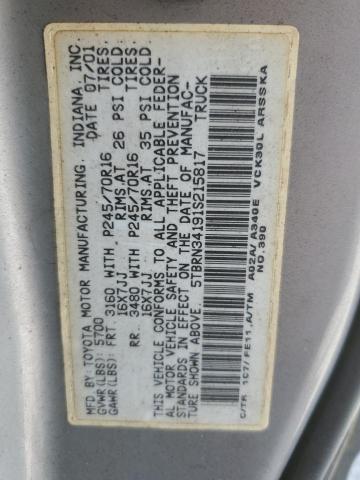 MFD BY: TOYOTA MOTOR MANUFACTURING, INDIANA, INC.
GVWR(LBS): 5700 DATE 07/01
GAWR(LBS): FRT. 3160 WITH P245/70R16 TIRES.
16X7JJ RIMS.AT 26 PSI COLD.
RR. 3480 WITH P245/70R16 TIRES.
16X7JJ RIMS.AT 35 PSI COLD.
THIS VEHICLE CONFORMS TO ALL APPLICABLE FEDER-
AL MOTOR VEHICLE SAFETY AND THEFT PREVENTION
STANDARDS IN EFFECT ON THE DATE OF MANUFAC-
TURE SHOWN ABOVE. 5TBRN34191S215817 TRUCK
C/TR 1C7/FE11,A/TM A02A/A340E VCK30L ARSSKA
NO.390